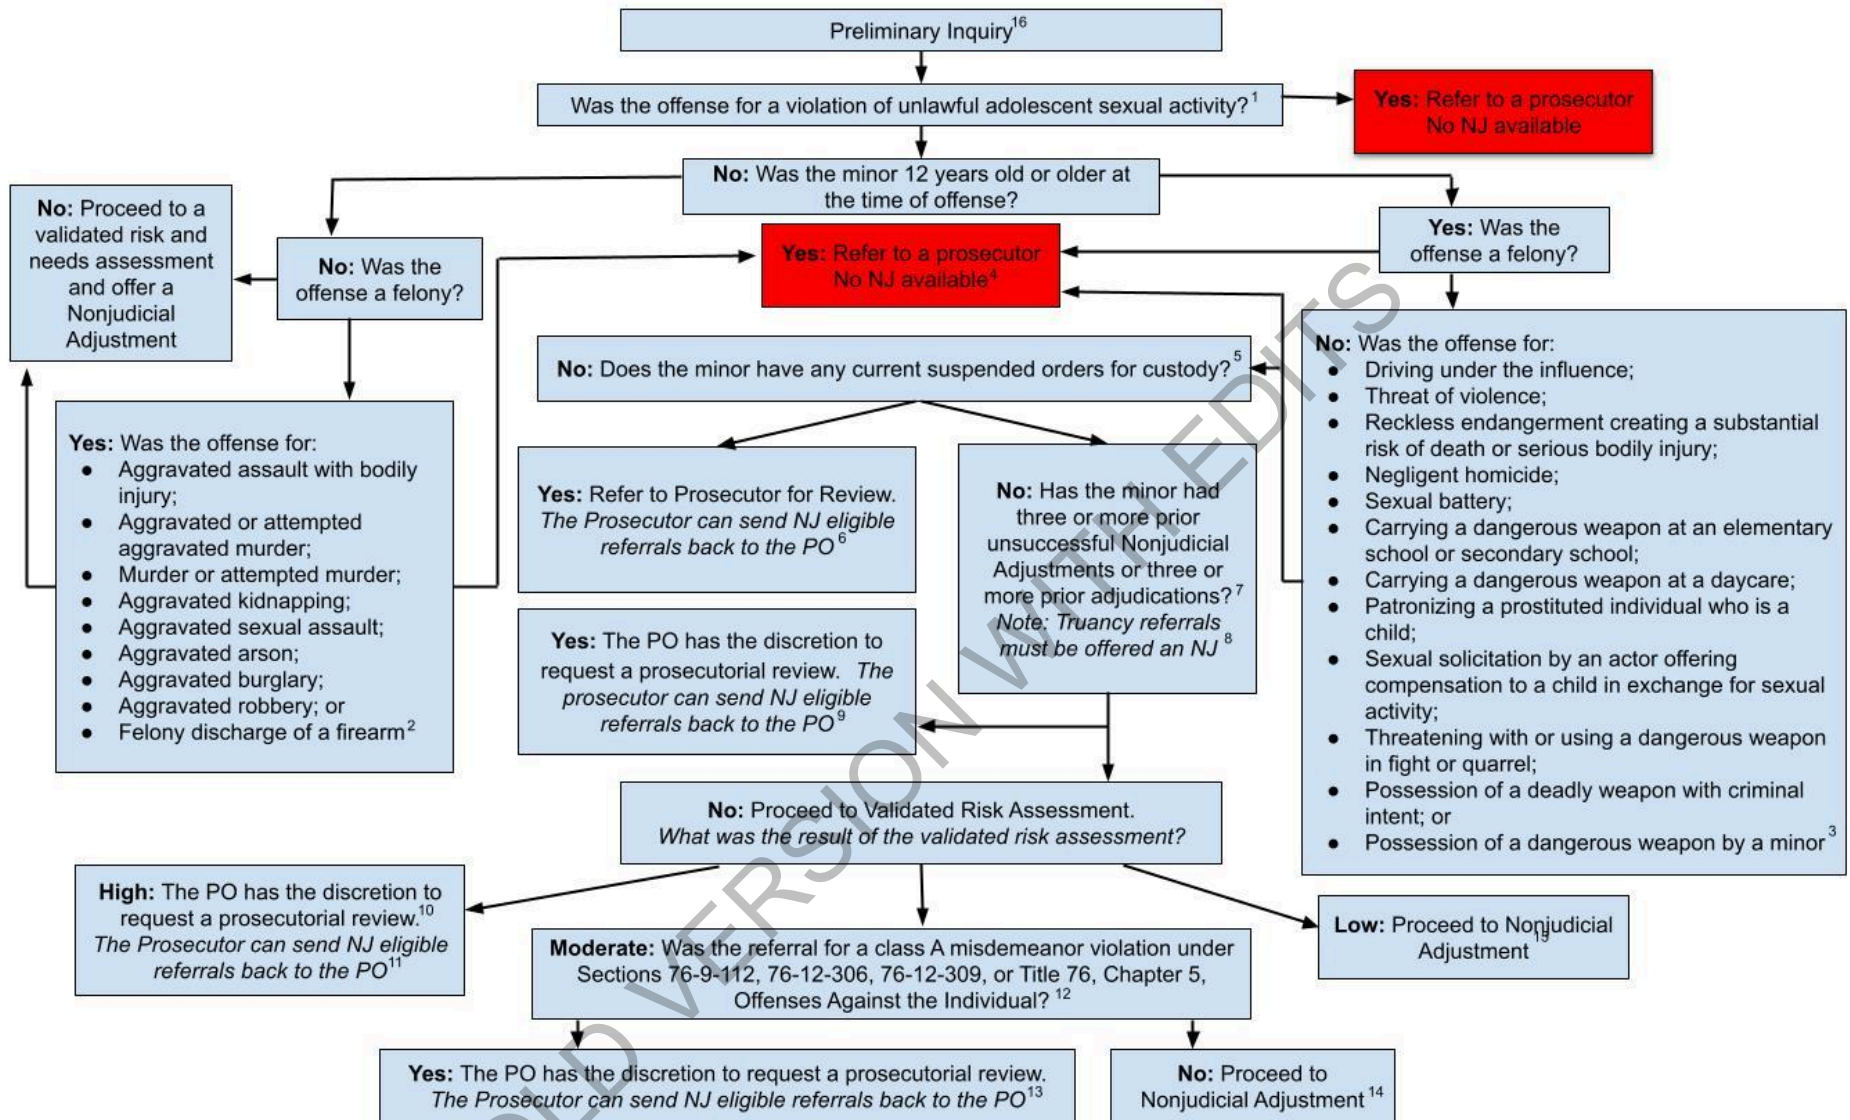 Preliminary Inquiry16
Was the offense for a violation of unlawful adolescent sexual activity?1
Yes: Refer to a prosecutor
No NJ available
No: Was the minor 12 years old or older at
the time of offense?
No: Proceed to a
validated risk and
needs assessment
and offer a
Nonjudicial
Adjustment
No: Was the
offense a felony?
Yes: Refer to a prosecutor
No NJ available4
Yes: Was the
offense a felony?
Yes: Was the offense for:
● Aggravated assault with bodily
injury;
● Aggravated or attempted
aggravated murder;
● Murder or attempted murder;
● Aggravated kidnapping;
● Aggravated sexual assault;
● Aggravated arson;
● Aggravated burglary;
● Aggravated robbery; or
● Felony discharge of a firearm2
No: Does the minor have any current suspended orders for custody?5
No: Was the offense for:
● Driving under the influence;
● Threat of violence;
● Reckless endangerment creating a substantial
risk of death or serious bodily injury;
● Negligent homicide;
● Sexual battery;
● Carrying a dangerous weapon at an elementary
school or secondary school;
● Carrying a dangerous weapon at a daycare;
● Patronizing a prostituted individual who is a
child;
● Sexual solicitation by an actor offering
compensation to a child in exchange for sexual
activity;
● Threatening with or using a dangerous weapon
in fight or quarrel;
● Possession of a deadly weapon with criminal
intent; or
● Possession of a dangerous weapon by a minor3
Yes: Refer to Prosecutor for Review.
The Prosecutor can send NJ eligible
referrals back to the PO6
No: Has the minor had
three or more prior
unsuccessful Nonjudicial
Adjustments or three or
more prior adjudications?7
Note: Truancy referrals
must be offered an NJ8
Yes: The PO has the discretion to
request a prosecutorial review. The
prosecutor can send NJ eligible
referrals back to the PO9
No: Proceed to Validated Risk Assessment.
What was the result of the validated risk assessment?
High: The PO has the discretion to
request a prosecutorial review.10
The Prosecutor can send NJ eligible
referrals back to the PO11
Moderate: Was the referral for a class A misdemeanor violation under
Sections 76-9-112, 76-12-306, 76-12-309, or Title 76, Chapter 5,
Offenses Against the Individual?12
Low: Proceed to Nonjudicial
Adjustment15
Yes: The PO has the discretion to request a prosecutorial review.
The Prosecutor can send NJ eligible referrals back to the PO13
No: Proceed to
Nonjudicial Adjustment14
OLD VERSION WITH EDITS